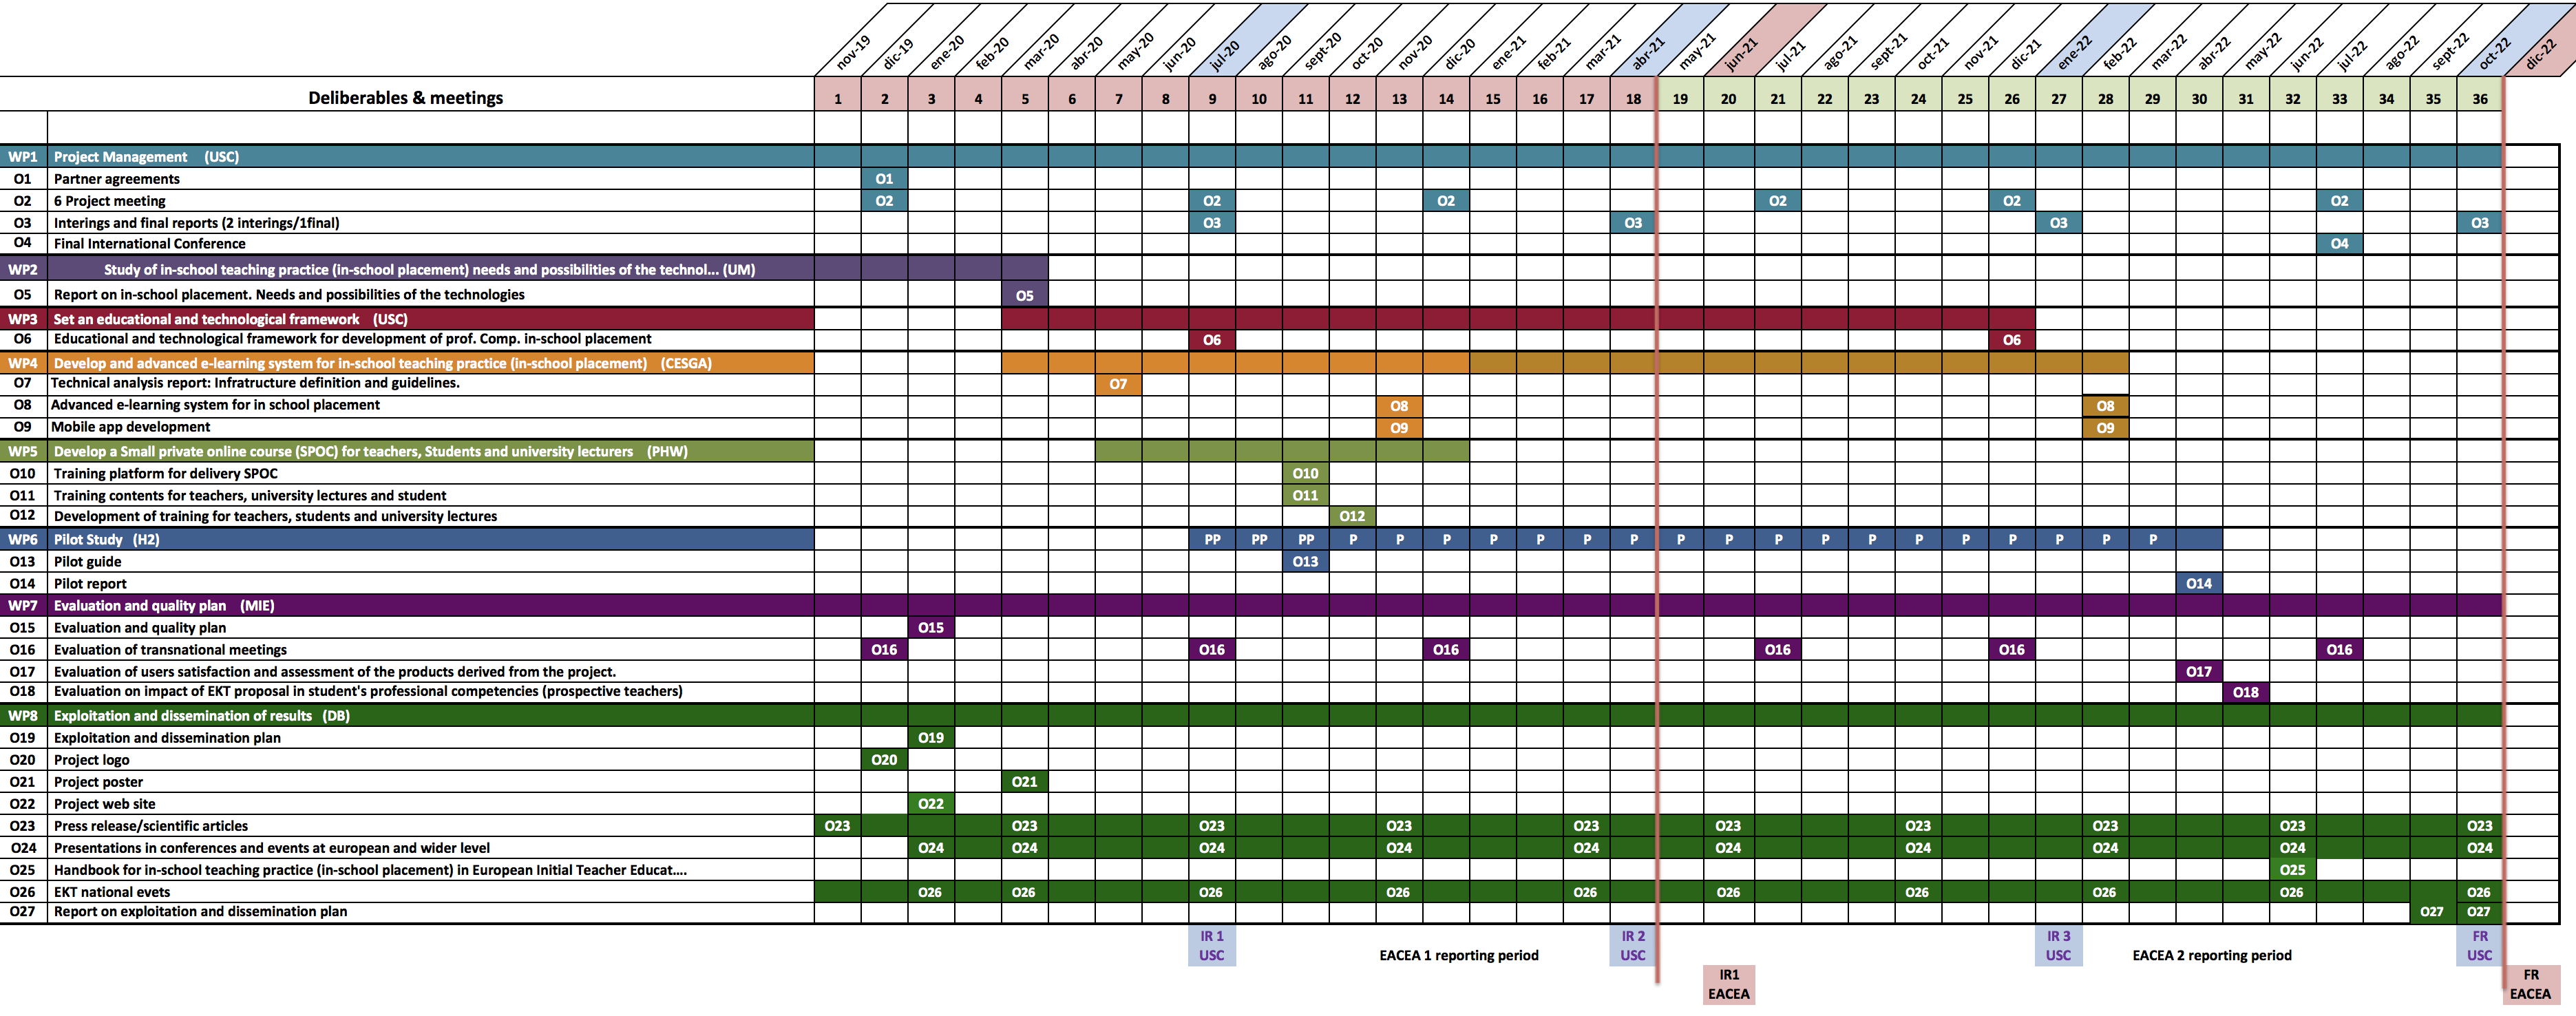 nov-19 dic-19 ene-20 feb-20 mar-20 abr-20 may-20 jun-20 jul-20 ago-20 sept-20 oct-20 nov-20 dic-20 ene-21 feb-21 mar-21 abr-21 may-21 jun-21 jul-21 ago-21 sept-21 oct-21 nov-21 dic-21 ene-22 feb-22 mar-22 abr-22 may-22 jun-22 jul-22 ago-22 sept-22 oct-22 dic-22
Deliberables & meetings 1 2 3 4 5 6 7 8 9 10 11 12 13 14 15 16 17 18 19 20 21 22 23 24 25 26 27 28 29 30 31 32 33 34 35 36
WP1 Project Management (USC)
O1 Partner agreements O1
O2 6 Project meeting O2 O2 O2 O2 O2 O2
O3 Interings and final reports (2 interings/1final) O3 O3 O3 O3
O4 Final International Conference O4
WP2 Study of in-school teaching practice (in-school placement) needs and possibilities of the technol... (UM)
O5 Report on in-school placement. Needs and possibilities of the technologies O5
WP3 Set an educational and technological framework (USC)
O6 Educational and technological framework for development of prof. Comp. in-school placement O6 O6
WP4 Develop and advanced e-learning system for in-school teaching practice (in-school placement) (CESGA)
O7 Technical analysis report: Infratructure definition and guidelines. O7
O8 Advanced e-learning system for in school placement O8 O8
O9 Mobile app development O9 O9
WP5 Develop a Small private online course (SPOC) for teachers, Students and university lecturers (PHW)
O10 Training platform for delivery SPOC O10
O11 Training contents for teachers, university lectures and student O11
O12 Development of training for teachers, students and university lectures O12
WP6 Pilot Study (H2) PP PP PP P P P P P P P P P P P P P P P P P P
O13 Pilot guide O13
O14 Pilot report O14
WP7 Evaluation and quality plan (MIE)
O15 Evaluation and quality plan O15
O16 Evaluation of transnational meetings O16 O16 O16 O16 O16 O16
O17 Evaluation of users satisfaction and assessment of the products derived from the project. O17
O18 Evaluation on impact of EKT proposal in student's professional competencies (prospective teachers) O18
WP8 Exploitation and dissemination of results (DB)
O19 Exploitation and dissemination plan O19
O20 Project logo O20
O21 Project poster O21
O22 Project web site O22
O23 Press release/scientific articles O23 O23 O23 O23 O23 O23 O23 O23 O23 O23
O24 Presentations in conferences and events at european and wider level O24 O24 O24 O24 O24 O24 O24 O24 O24 O24
O25 Handbook for in-school teaching practice (in-school placement) in European Initial Teacher Educat.... O25
O26 EKT national evets O26 O26 O26 O26 O26 O26 O26 O26 O26 O26
O27 Report on exploitation and dissemination plan O27 O27
IR 1 IR 2 IR 3 FR
USC EACEA 1 reporting period USC USC EACEA 2 reporting period USC
IR1 FR
EACEA EACEA